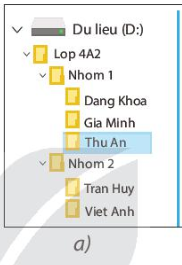 Du lieu (D:)
Lop 4A2
Nhom 1
Dang Khoa
Gia Minh
Thu An
Nhom 2
Tran Huy
Viet Anh
a)